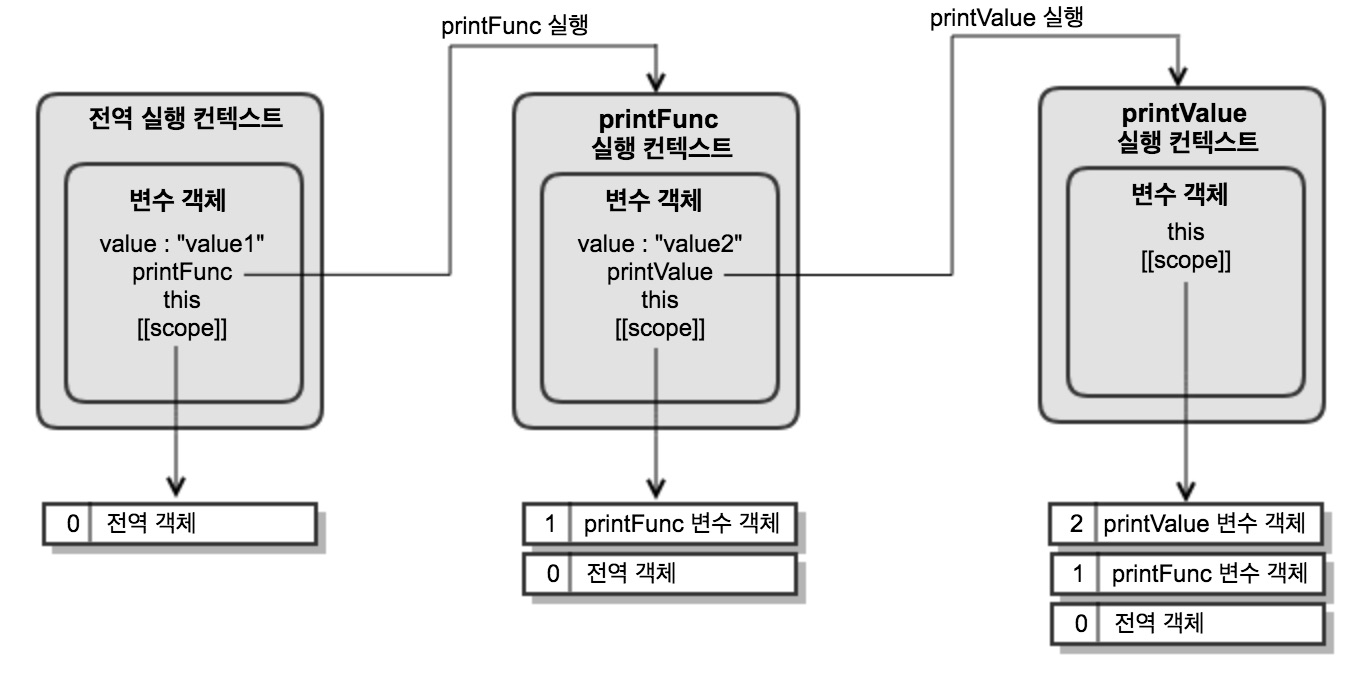 printFunc 실행
printValue 실행
전역 실행 컨텍스트
변수 객체
value : "value1"
printFunc
this
[[scope]]
0 전역 객체
printFunc
실행 컨텍스트
변수 객체
value : "value2"
printValue
this
[[scope]]
1 printFunc 변수 객체
0 전역 객체
printValue
실행 컨텍스트
변수 객체
this
[[scope]]
2 printValue 변수 객체
1 printFunc 변수 객체
0 전역 객체